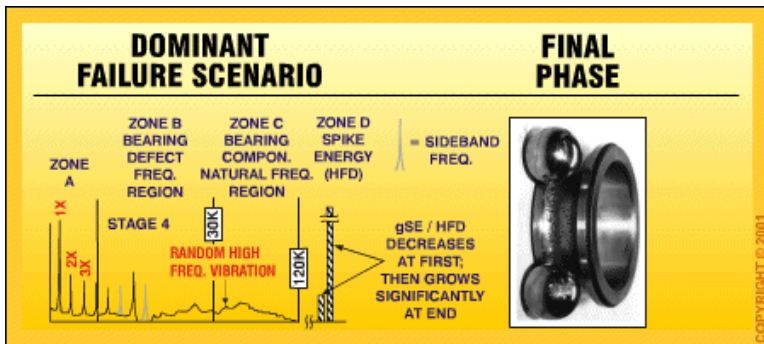 DOMINANT
FAILURE SCENARIO
FINAL
PHASE
ZONE
A
ZONE B
BEARING
DEFECT
FREQ.
REGION
ZONE C
BEARING
COMPON.
NATURAL FREQ.
REGION
ZONE D
SPIKE
ENERGY
(HFD)
= SIDEBAND
FREQ.
STAGE 4
1X
2X
3X
30K
RANDOM HIGH
FREQ. VIBRATION
120K
gSE / HFD
DECREASES
AT FIRST;
THEN GROWS
SIGNIFICANTLY
AT END
COPYRIGHT © 2001